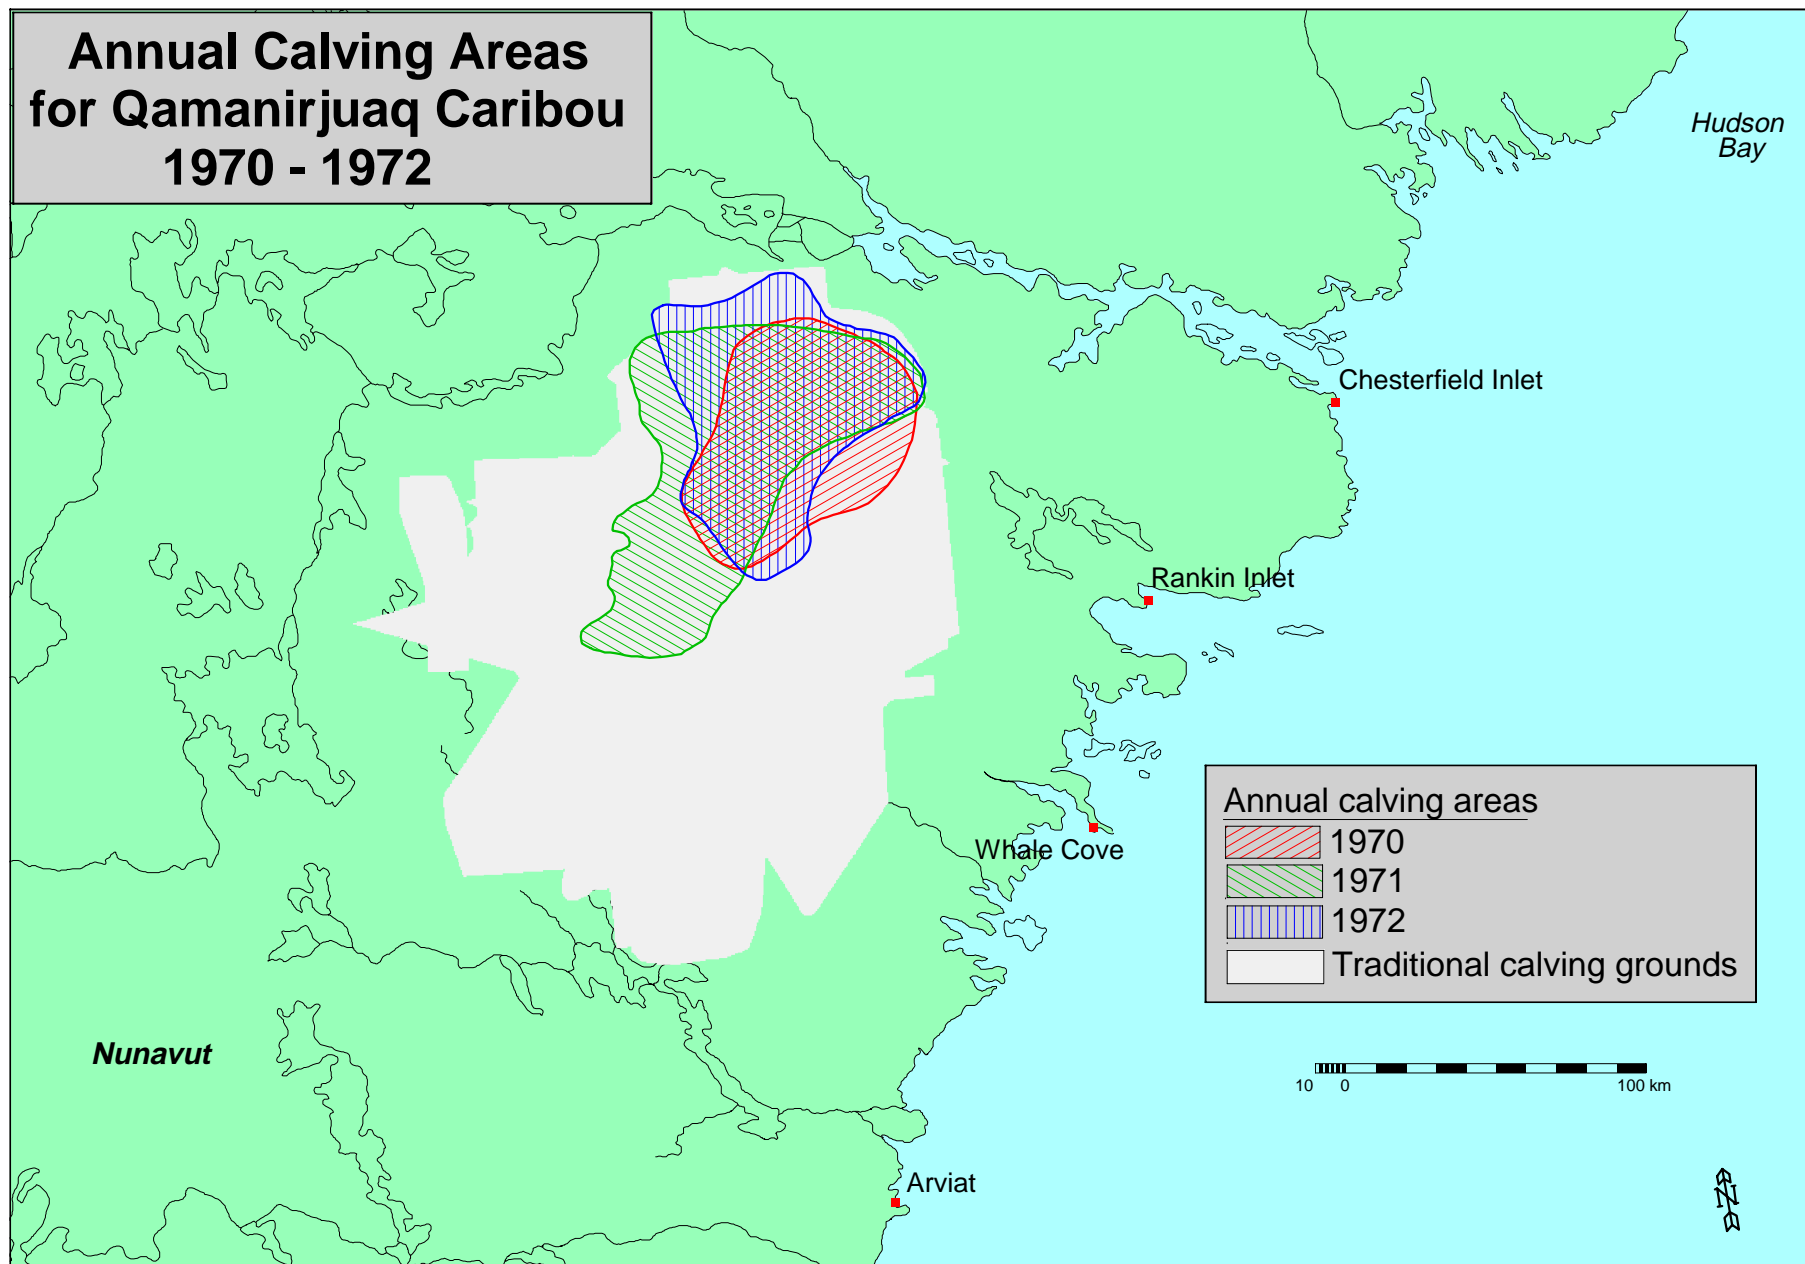 Annual Calving Areas
for Qamanirjuaq Caribou
1970 - 1972
Hudson
Bay
Chesterfield Inlet
Rankin Inlet
Whale Cove
Annual calving areas
1970
1971
1972
Traditional calving grounds
Nunavut
10 0 100 km
Arviat
N